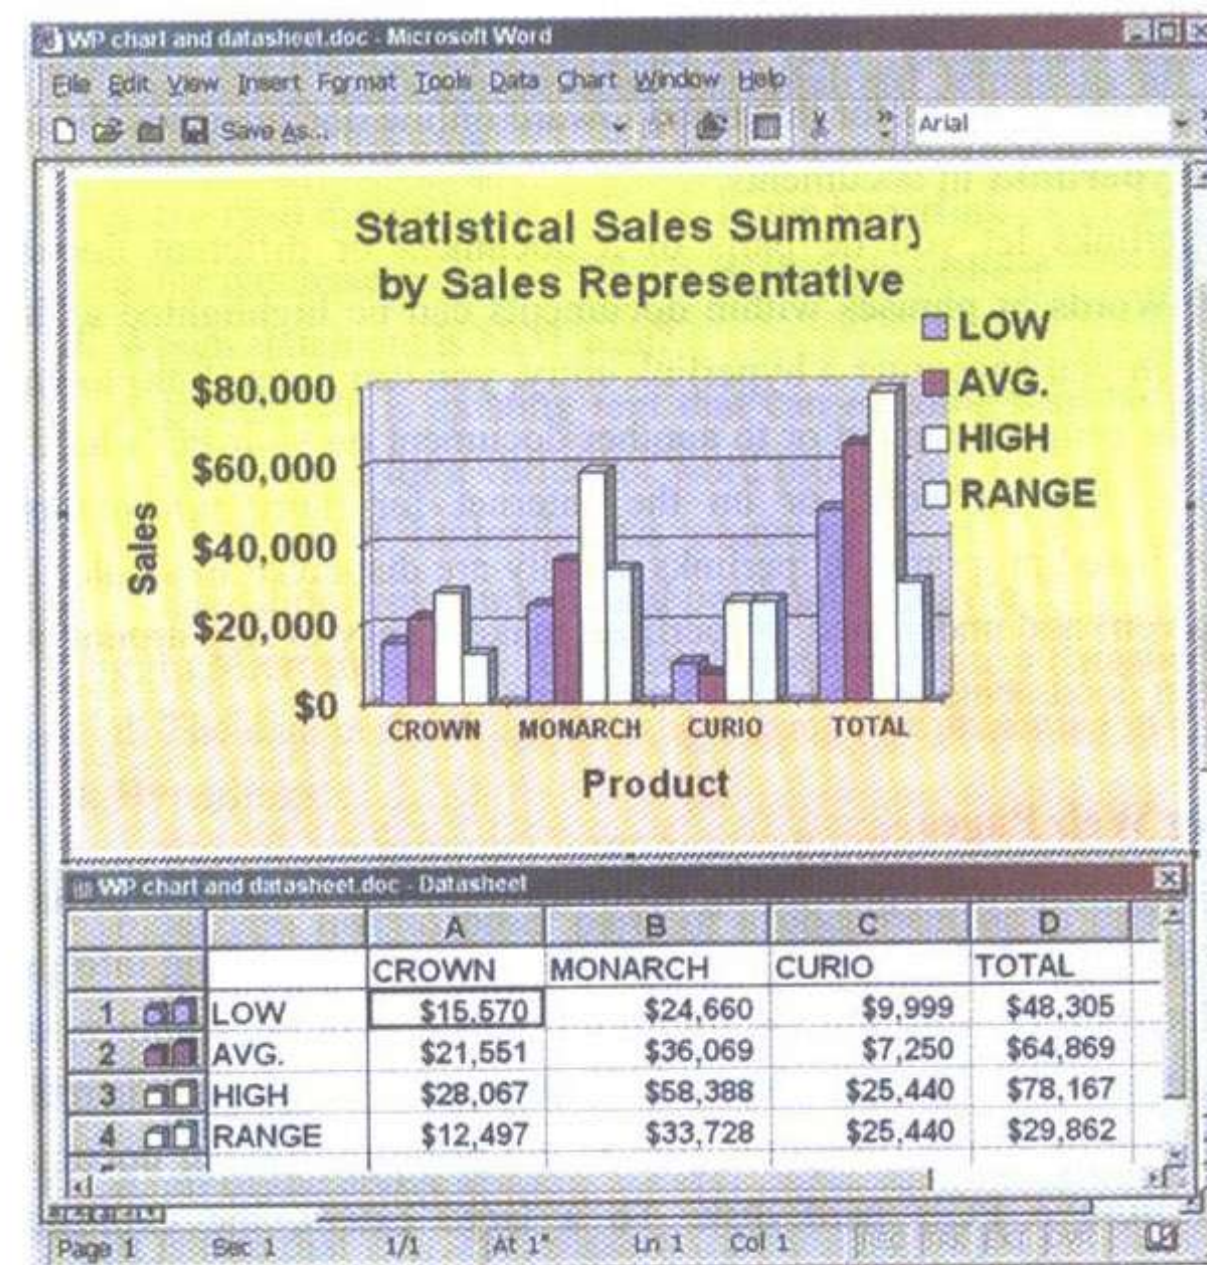 WP chart and datasheet.doc - Microsoft Word
File Edit View Insert Format Tools Data Chart Window Help
Save As... Arial
Statistical Sales Summary
by Sales Representative
LOW
AVG.
HIGH
RANGE
$80,000
$60,000
$40,000
$20,000
$0
Sales
CROWN MONARCH CURIO TOTAL
Product
WP chart and datasheet.doc - Datasheet
A B C D
CROWN MONARCH CURIO TOTAL
1 LOW $15,570 $24,660 $9,999 $48,305
2 AVG. $21,551 $36,069 $7,250 $64,869
3 HIGH $28,067 $58,388 $25,440 $78,167
4 RANGE $12,497 $33,728 $25,440 $29,862
Page 1 Sec 1 1/1 At 1" Ln 1 Col 1